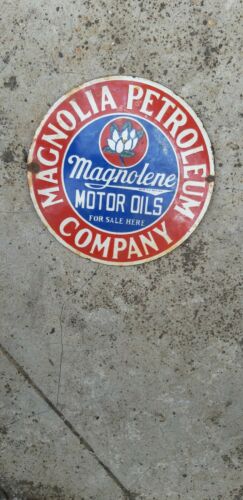 MAGNOLIA PETROLEUM
Magnolene
MOTOR OILS
FOR SALE HERE
COMPANY